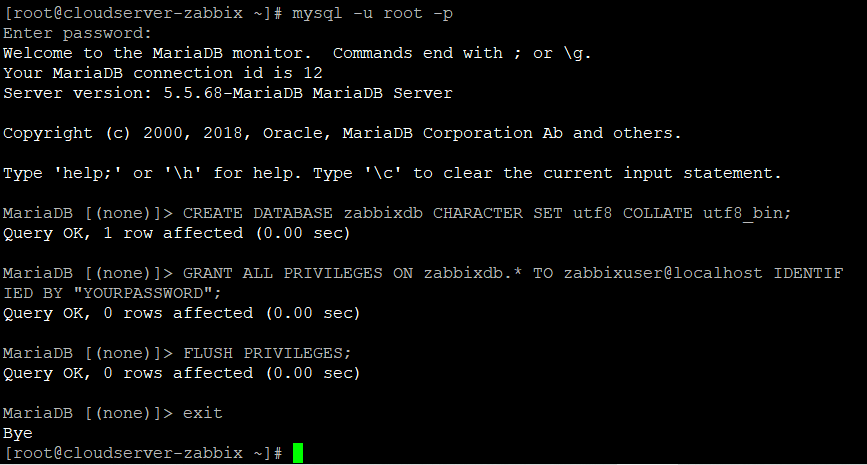 [root@cloudserver-zabbix ~]# mysql -u root -p
Enter password:
Welcome to the MariaDB monitor.  Commands end with ; or \g.
Your MariaDB connection id is 12
Server version: 5.5.68-MariaDB MariaDB Server
Copyright (c) 2000, 2018, Oracle, MariaDB Corporation Ab and others.
Type 'help;' or '\h' for help. Type '\c' to clear the current input statement.
MariaDB [(none)]> CREATE DATABASE zabbixdb CHARACTER SET utf8 COLLATE utf8_bin;
Query OK, 1 row affected (0.00 sec)
MariaDB [(none)]> GRANT ALL PRIVILEGES ON zabbixdb.* TO zabbixuser@localhost IDENTIF
IED BY "YOURPASSWORD";
Query OK, 0 rows affected (0.00 sec)
MariaDB [(none)]> FLUSH PRIVILEGES;
Query OK, 0 rows affected (0.00 sec)
MariaDB [(none)]> exit
Bye
[root@cloudserver-zabbix ~]#